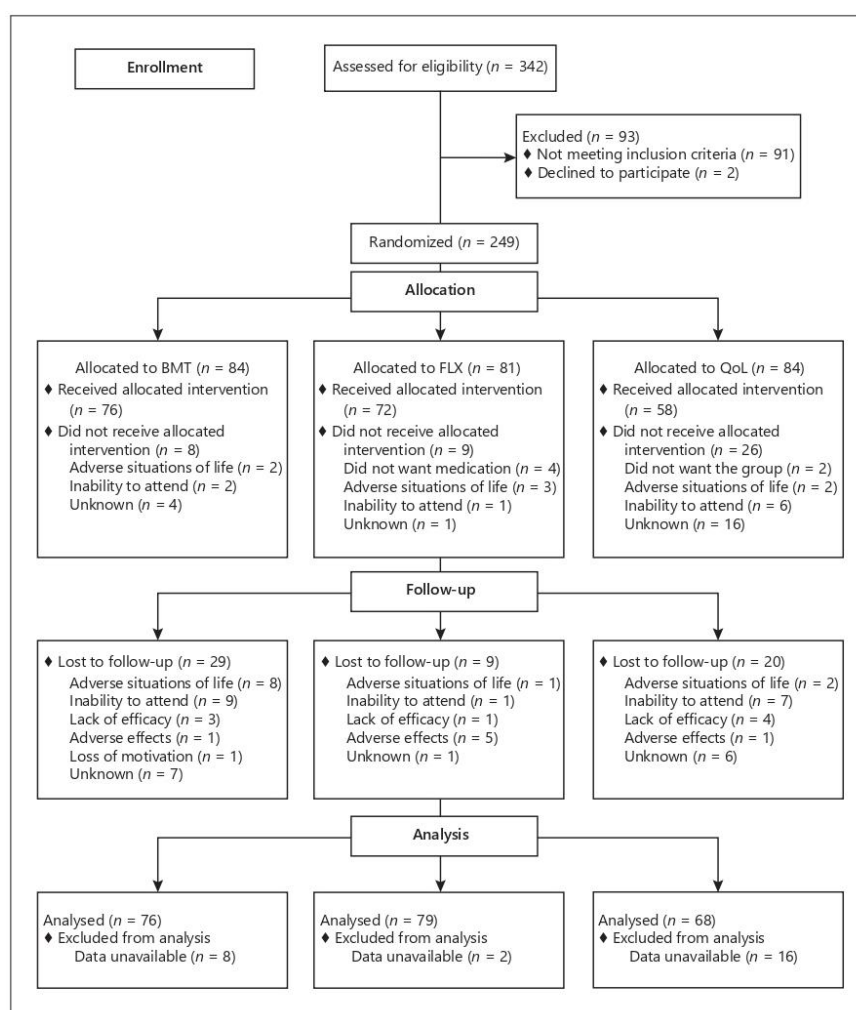 Enrollment
Assessed for eligibility (n = 342)
Excluded (n = 93)
♦ Not meeting inclusion criteria (n = 91)
♦ Declined to participate (n = 2)
Randomized (n = 249)
Allocation
Allocated to BMT (n = 84)
♦ Received allocated intervention
(n = 76)
♦ Did not receive allocated
intervention (n = 8)
Adverse situations of life (n = 2)
Inability to attend (n = 2)
Unknown (n = 4)
Allocated to FLX (n = 81)
♦ Received allocated intervention
(n = 72)
♦ Did not receive allocated
intervention (n = 9)
Did not want medication (n = 4)
Adverse situations of life (n = 3)
Inability to attend (n = 1)
Unknown (n = 1)
Allocated to QoL (n = 84)
♦ Received allocated intervention
(n = 58)
♦ Did not receive allocated
intervention (n = 26)
Did not want the group (n = 2)
Adverse situations of life (n = 2)
Inability to attend (n = 6)
Unknown (n = 16)
Follow-up
♦ Lost to follow-up (n = 29)
Adverse situations of life (n = 8)
Inability to attend (n = 9)
Lack of efficacy (n = 3)
Adverse effects (n = 1)
Loss of motivation (n = 1)
Unknown (n = 7)
♦ Lost to follow-up (n = 9)
Adverse situations of life (n = 1)
Inability to attend (n = 1)
Lack of efficacy (n = 1)
Adverse effects (n = 5)
Unknown (n = 1)
♦ Lost to follow-up (n = 20)
Adverse situations of life (n = 2)
Inability to attend (n = 7)
Lack of efficacy (n = 4)
Adverse effects (n = 1)
Unknown (n = 6)
Analysis
Analysed (n = 76)
♦ Excluded from analysis
Data unavailable (n = 8)
Analysed (n = 79)
♦ Excluded from analysis
Data unavailable (n = 2)
Analysed (n = 68)
♦ Excluded from analysis
Data unavailable (n = 16)